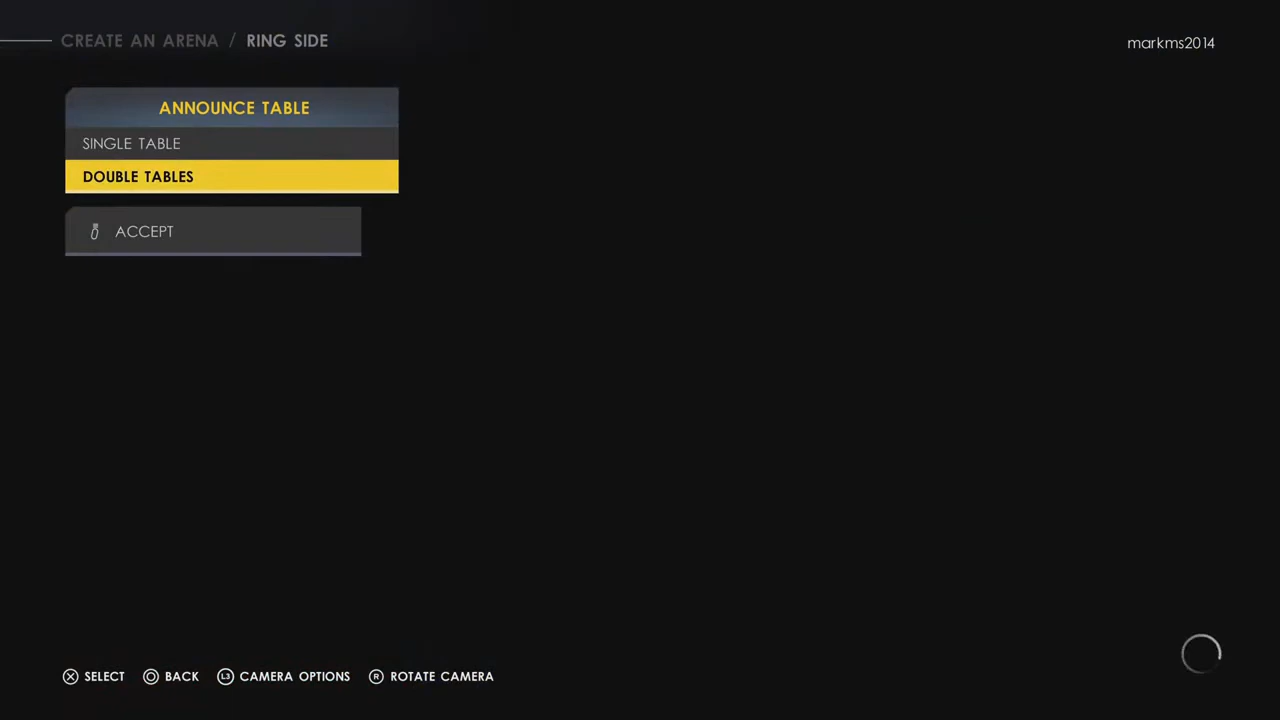 CREATE AN ARENA / RING SIDE
markms2014
ANNOUNCE TABLE
SINGLE TABLE
DOUBLE TABLES
ACCEPT
SELECT BACK L3 CAMERA OPTIONS R ROTATE CAMERA